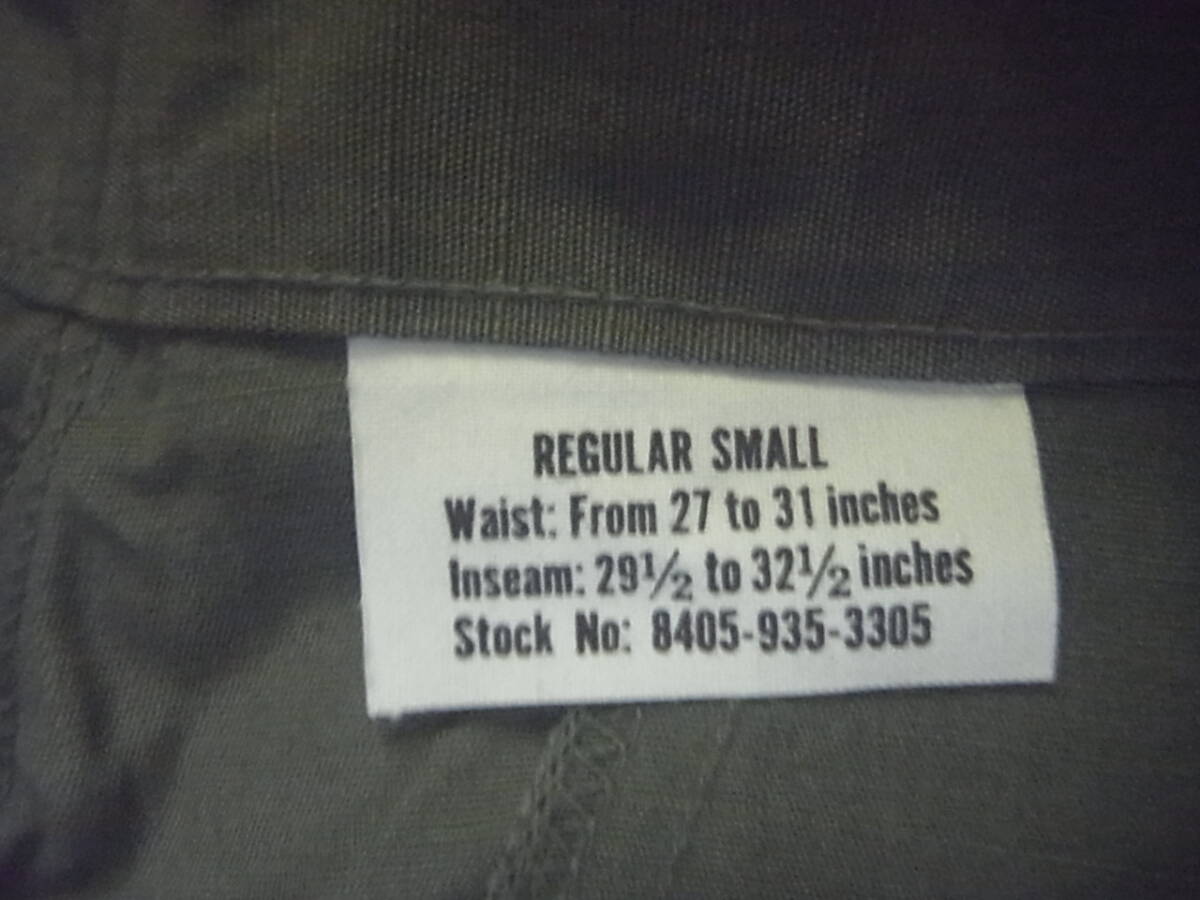 REGULAR SMALL
Waist: From 27 to 31 inches
Inseam: 29½ to 32½ inches
Stock No: 8405-935-3305